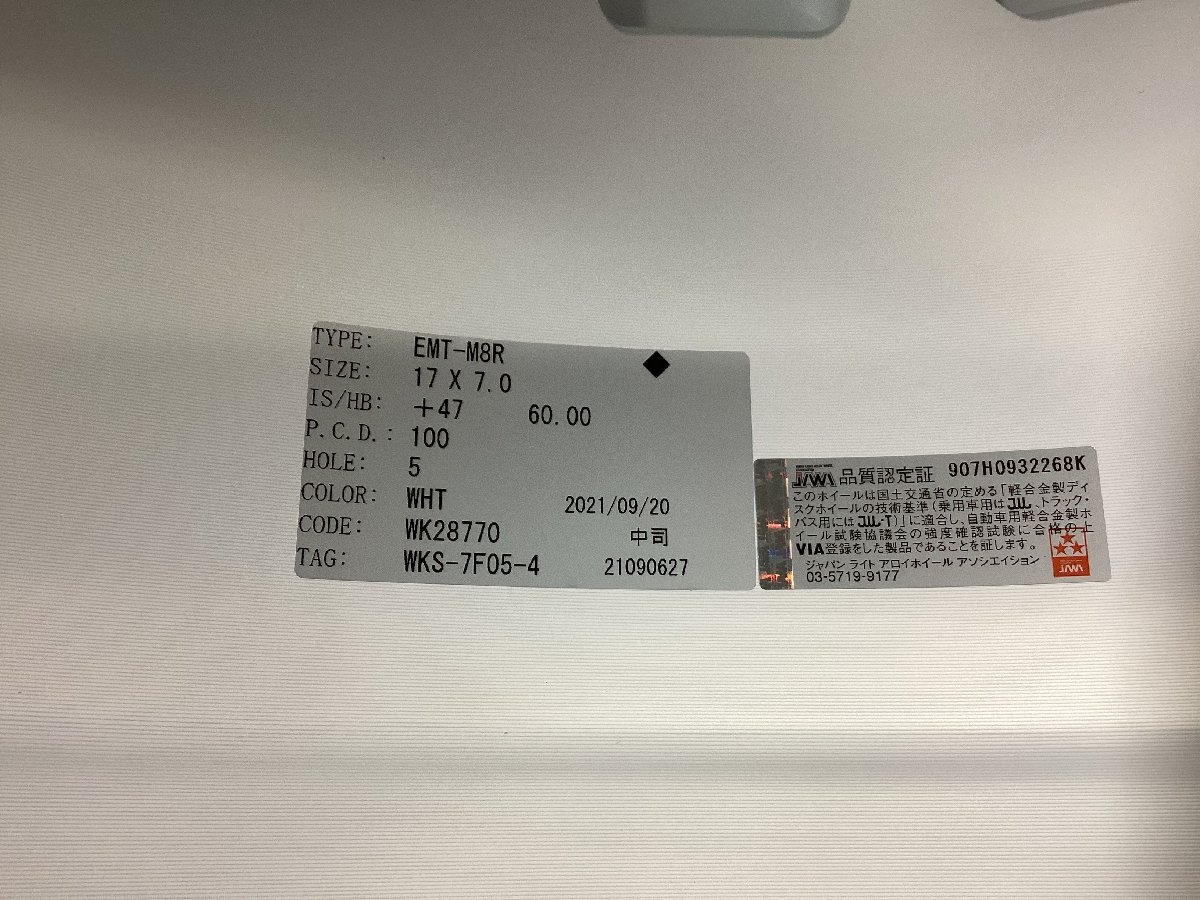 TYPE: EMT-M8R
SIZE: 17 X 7.0
IS/HB: +47 60.00
P.C.D.: 100
HOLE: 5
COLOR: WHT 2021/09/20
CODE: WK28770 中司
TAG: WKS-7F05-4 21090627
JAWA 品質認定証 907H0932268K
このホイールは国土交通省の定める「軽合金製ディ
スクホイールの技術基準(乗用車用はJWL、トラック・
バス用にはJWL-T)」に適合し、自動車用軽合金製ホ
イール試験協議会の強度確認試験に合格の上
VIA登録をした製品であることを証します。
ジャパン ライト アロイホイール アソシエイション
03-5719-9177
JAWA